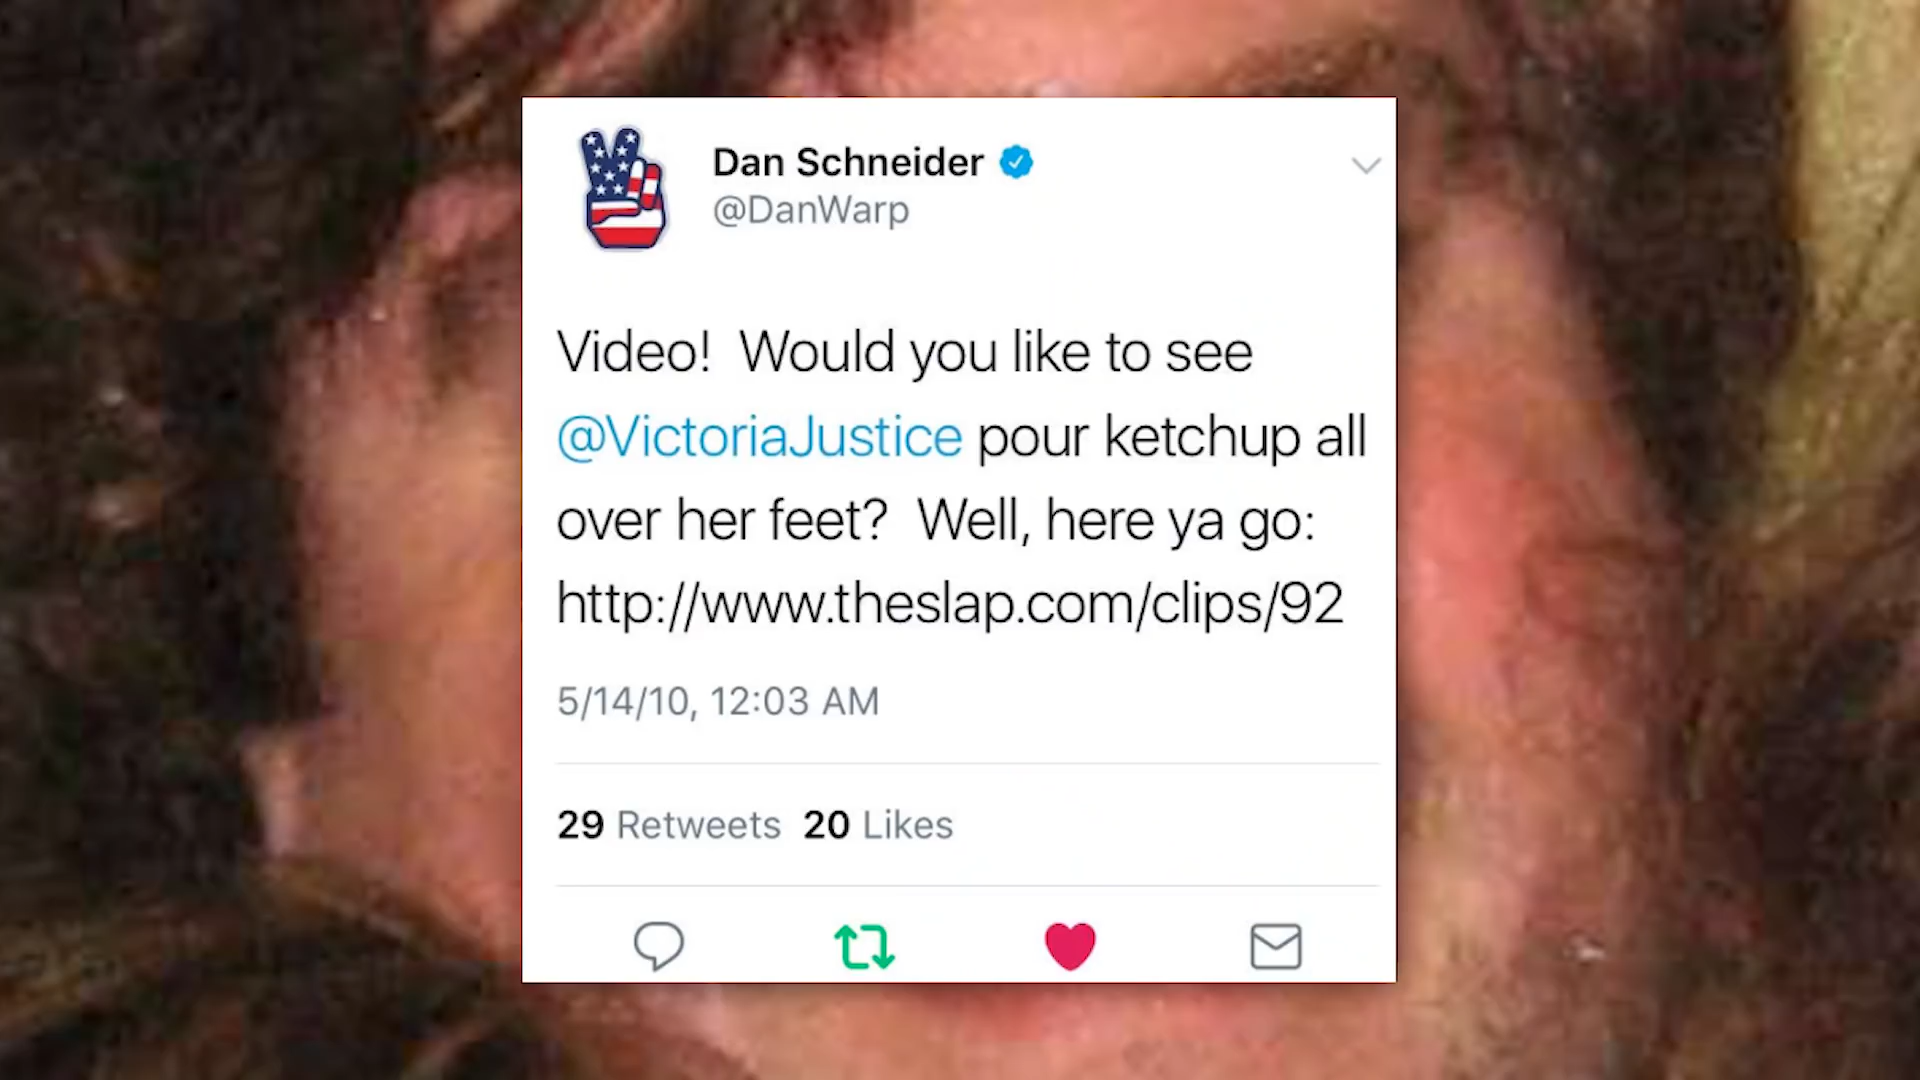 Dan Schneider
@DanWarp
Video!  Would you like to see
@VictoriaJustice pour ketchup all
over her feet?  Well, here ya go:
http://www.theslap.com/clips/92
5/14/10, 12:03 AM
29 Retweets 20 Likes